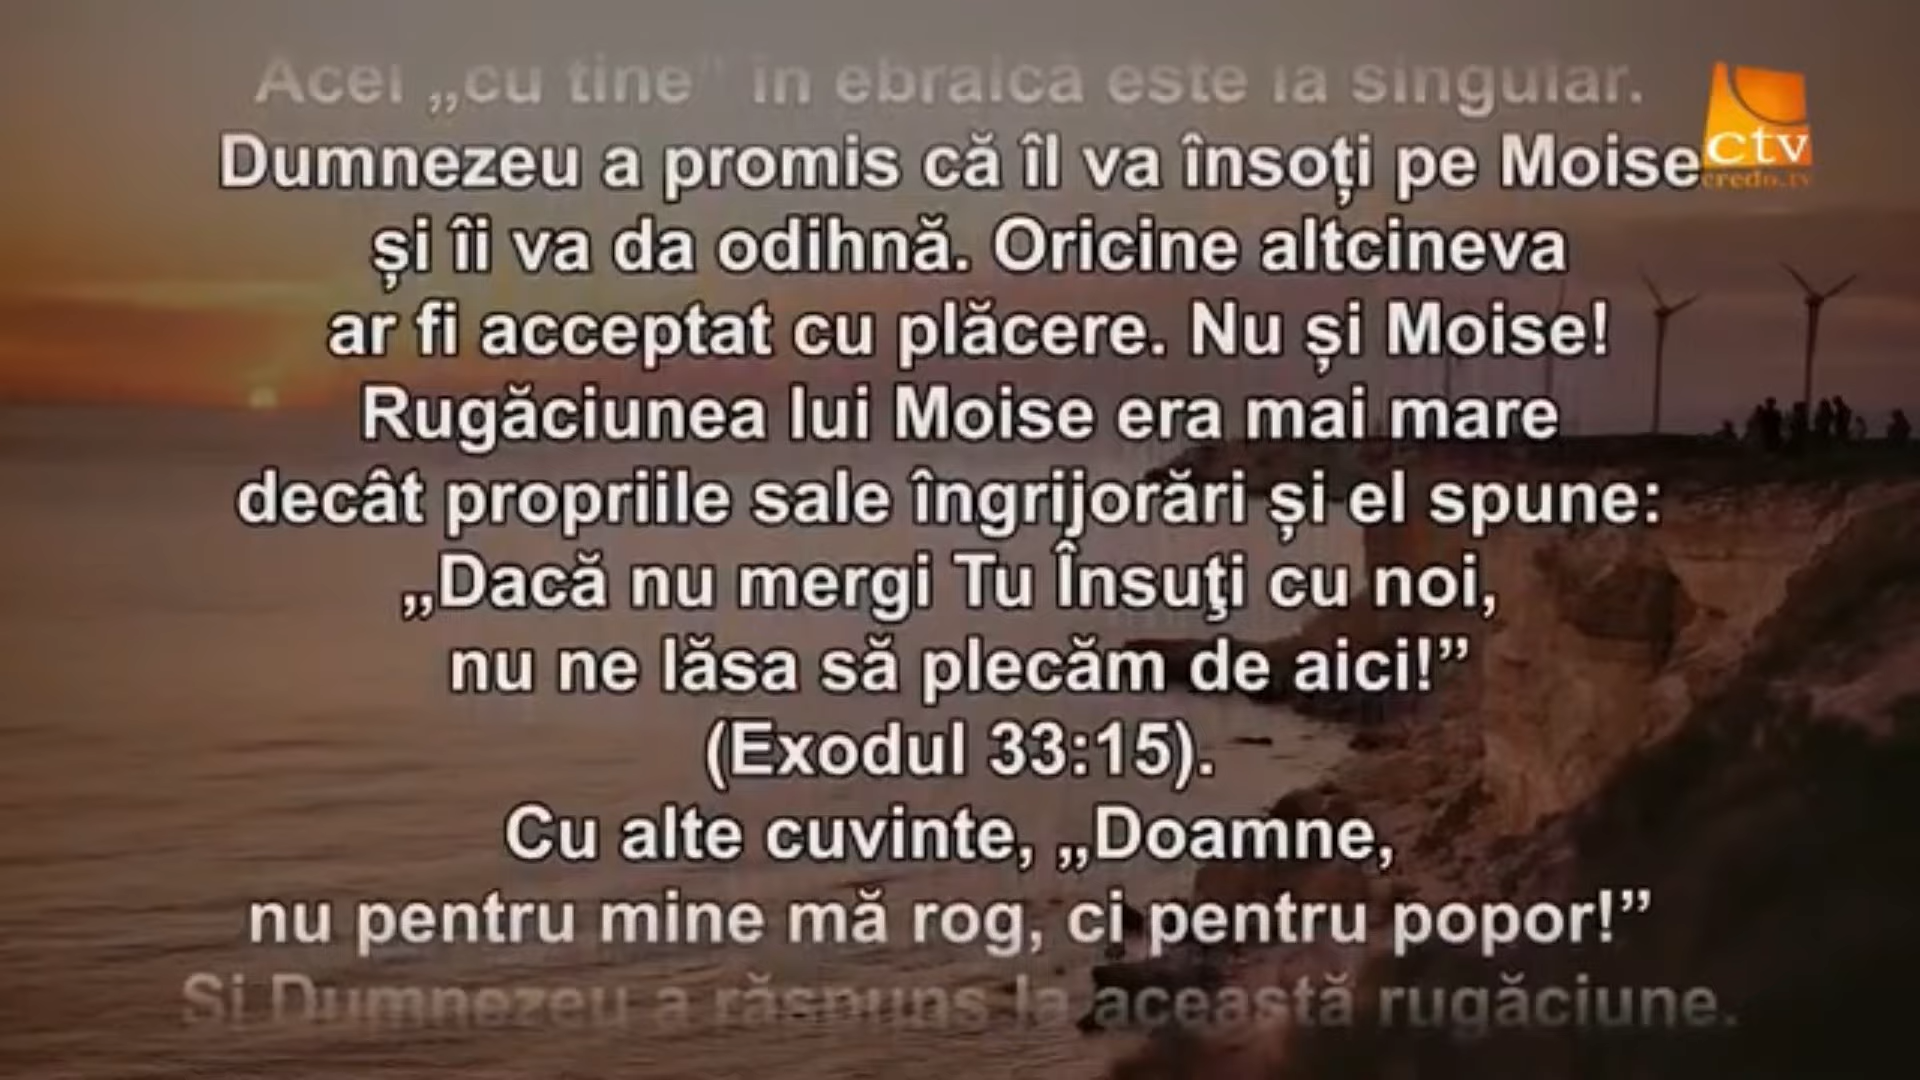 Acel „cu tine” în ebraică este la singular.
Dumnezeu a promis că îl va însoți pe Moise
și îi va da odihnă. Oricine altcineva
ar fi acceptat cu plăcere. Nu și Moise!
Rugăciunea lui Moise era mai mare
decât propriile sale îngrijorări și el spune:
„Dacă nu mergi Tu Însuţi cu noi,
nu ne lăsa să plecăm de aici!”
(Exodul 33:15).
Cu alte cuvinte, „Doamne,
nu pentru mine mă rog, ci pentru popor!”
Și Dumnezeu a răspuns la această rugăciune.
ctv
credo.tv